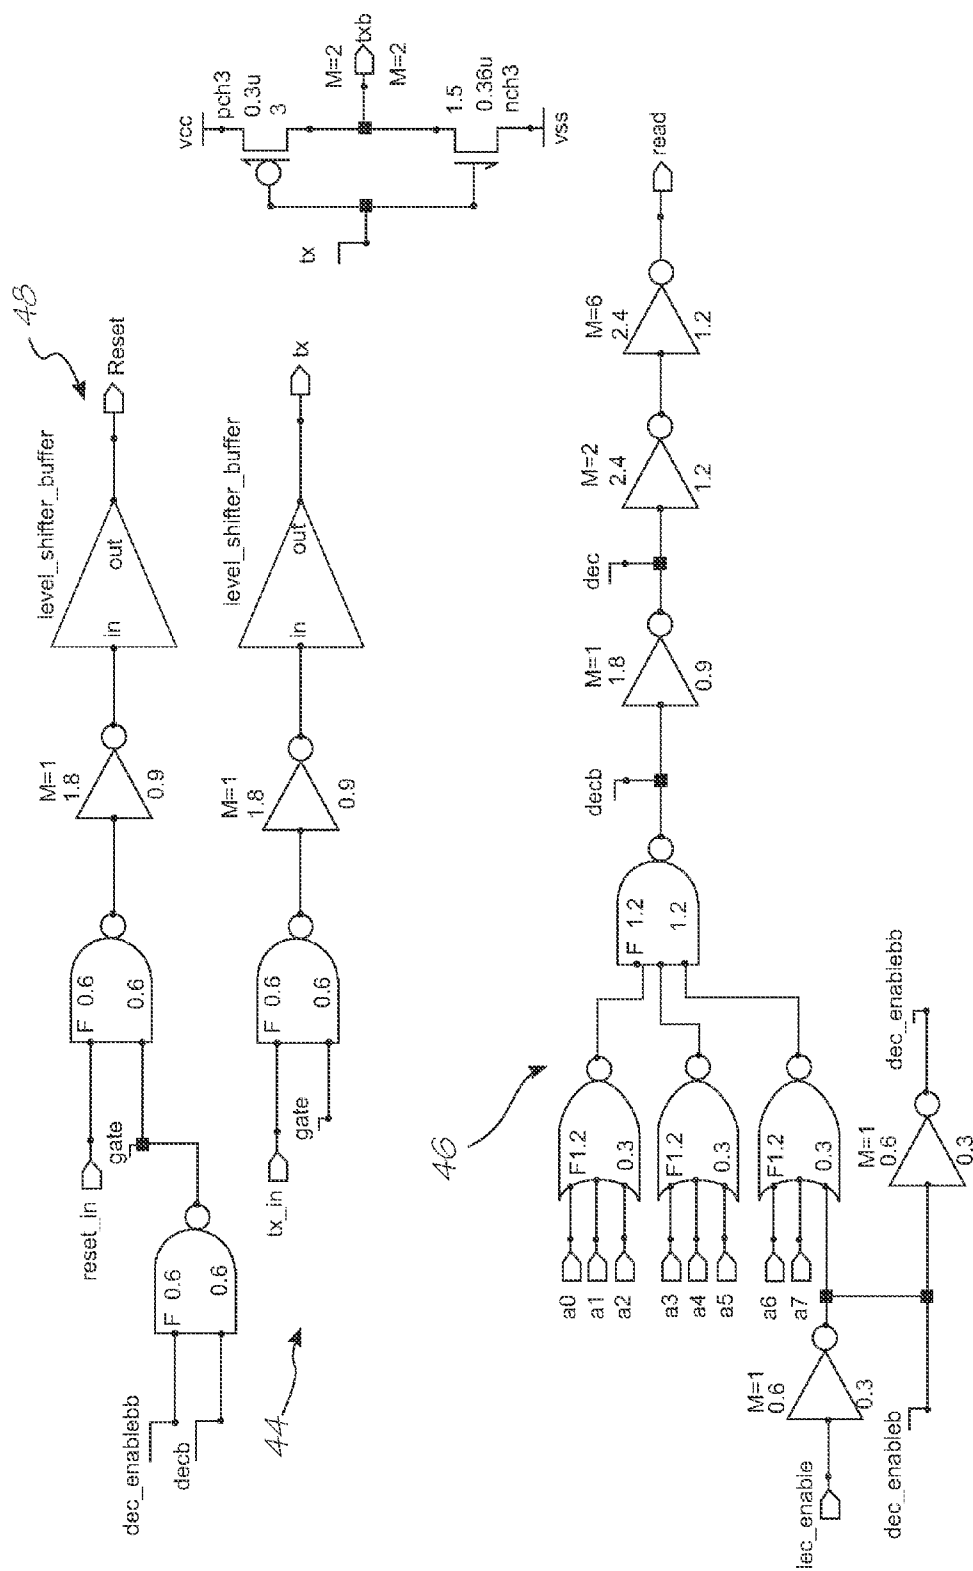 48
Reset
level_shifter_buffer
out
in
M=1
1.8
0.9
F 0.6
0.6
reset_in
gate
F 0.6
0.6
dec_enablebb
decb
44
tx
level_shifter_buffer
out
in
M=1
1.8
0.9
F 0.6
0.6
tx_in
gate
vcc
pch3
0.3u
3
M=2
txb
M=2
1.5
0.36u
nch3
vss
tx
46
a0
a1
a2
F1.2
0.3
a3
a4
a5
F1.2
0.3
a6
a7
F1.2
0.3
F 1.2
1.2
decb
M=1
1.8
0.9
dec
M=2
2.4
1.2
M=6
2.4
1.2
read
lec_enable
M=1
0.6
0.3
dec_enableb
M=1
0.6
0.3
dec_enablebb